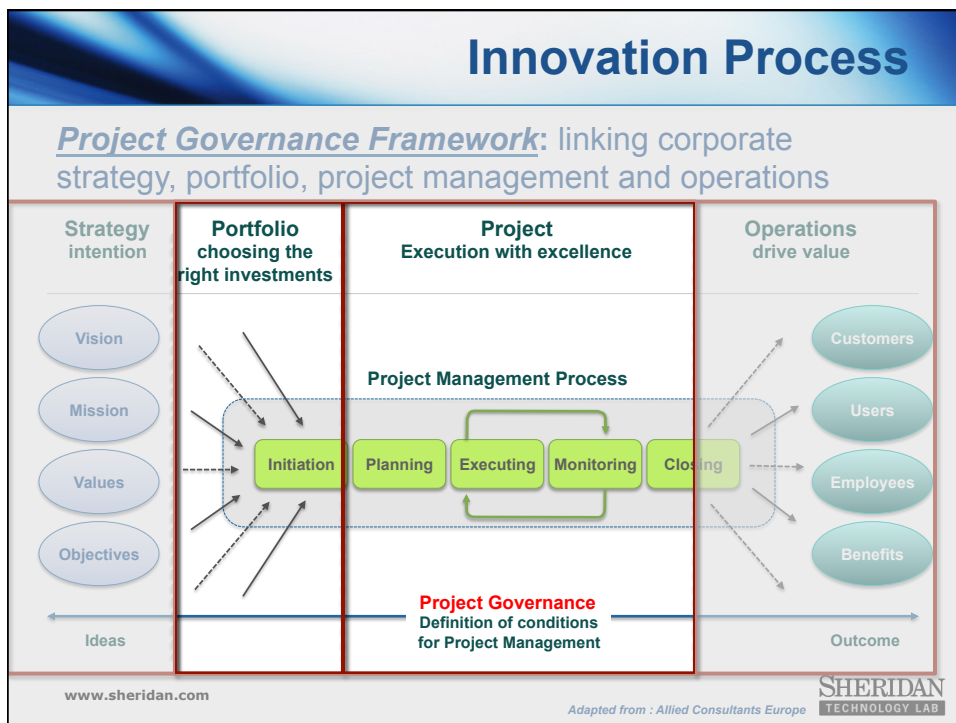 Innovation Process
Project Governance Framework: linking corporate
strategy, portfolio, project management and operations
Strategy
intention
Portfolio
choosing the
right investments
Project
Execution with excellence
Operations
drive value
Vision
Mission
Values
Objectives
Project Management Process
Initiation
Planning
Executing
Monitoring
Closing
Customers
Users
Employees
Benefits
Project Governance
Definition of conditions
for Project Management
Ideas
Outcome
www.sheridan.com
Adapted from : Allied Consultants Europe
SHERIDAN
TECHNOLOGY LAB